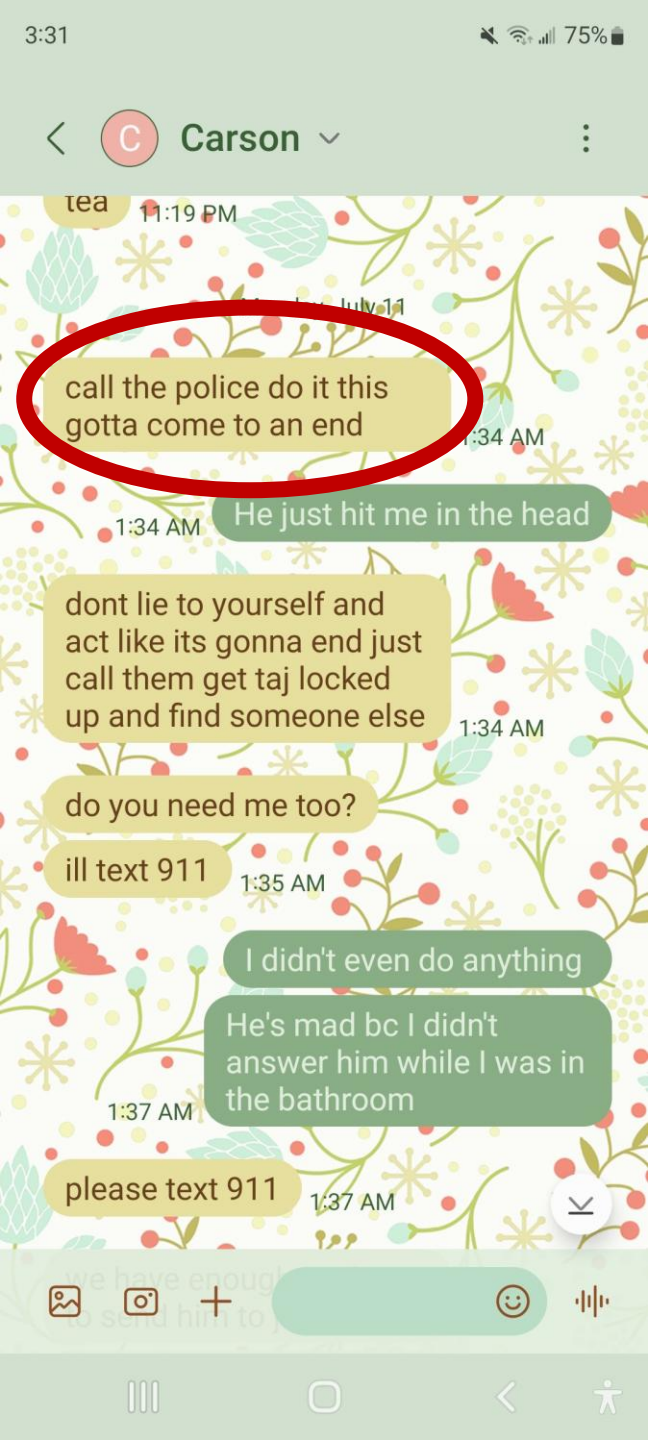 3:31
75%
C
Carson
tea
11:19 PM
July 11
call the police do it this
gotta come to an end
1:34 AM
He just hit me in the head
1:34 AM
dont lie to yourself and
act like its gonna end just
call them get taj locked
up and find someone else
1:34 AM
do you need me too?
ill text 911
1:35 AM
I didn't even do anything
He's mad bc I didn't
answer him while I was in
the bathroom
1:37 AM
please text 911
1:37 AM
we have enough
to send him to